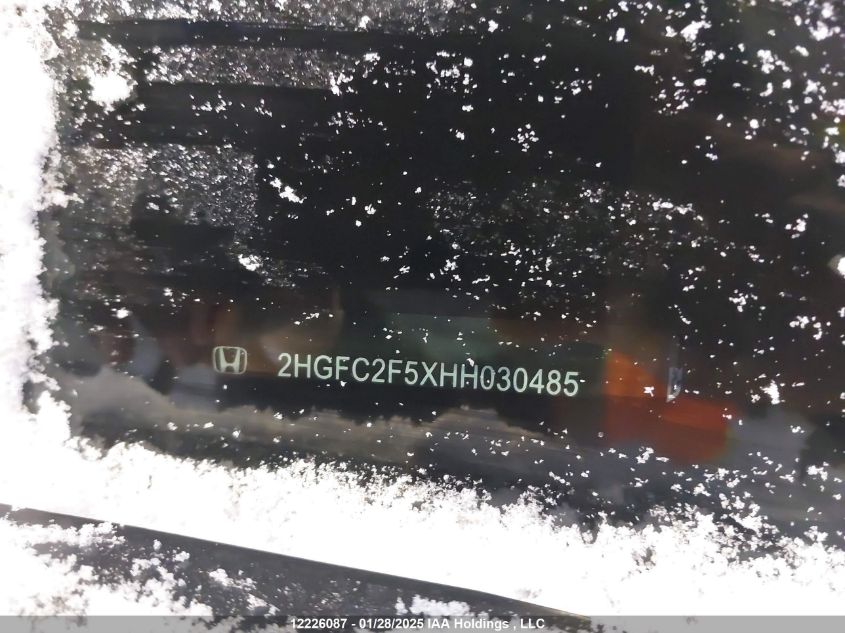 2HGFC2F5XHH030485
12226087 - 01/28/2025 IAA Holdings , LLC